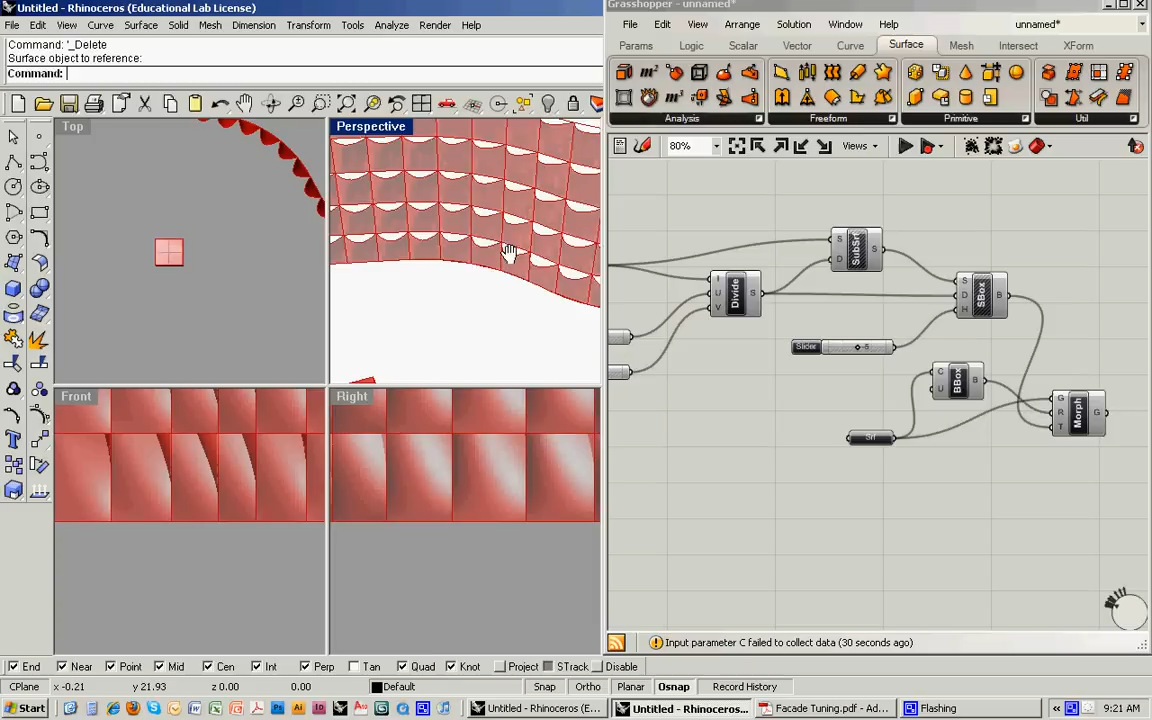 Untitled - Rhinoceros (Educational Lab License)
File Edit View Curve Surface Solid Mesh Dimension Transform Tools Analyze Render Help
Command: '_Delete
Surface object to reference:
Command:
Top
Perspective
Front
Right
Grasshopper - unnamed*
File Edit View Arrange Solution Window Help unnamed*
Params Logic Scalar Vector Curve Surface Mesh Intersect XForm
Analysis Freeform Primitive Util
80% Views
SubSrf S D S
Divide I U V S
SBox S D H B
Slider -5
BBox C U B
Srf
Morph G R T G
Input parameter C failed to collect data (30 seconds ago)
End Near Point Mid Cen Int Perp Tan Quad Knot Project STrack Disable
CPlane x -0.21 y 21.93 z 0.00 0.00 Default Snap Ortho Planar Osnap Record History
Start Untitled - Rhinoceros (E... Untitled - Rhinoceros... Facade Tuning.pdf - Ad... Flashing 9:21 AM